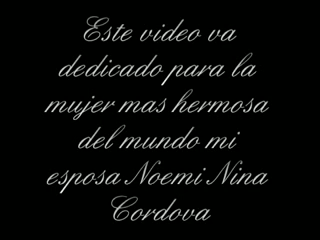 Este video va
dedicado para la
mujer mas hermosa
del mundo mi
esposa Noemi Nina
Cordova